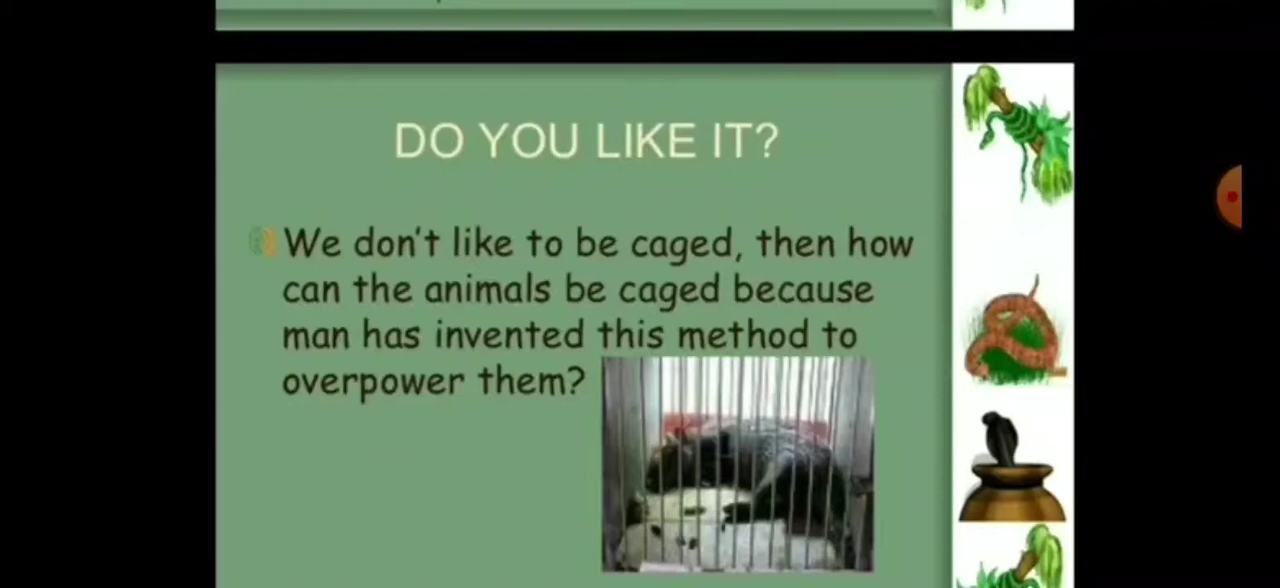 DO YOU LIKE IT?
We don't like to be caged, then how
can the animals be caged because
man has invented this method to
overpower them?